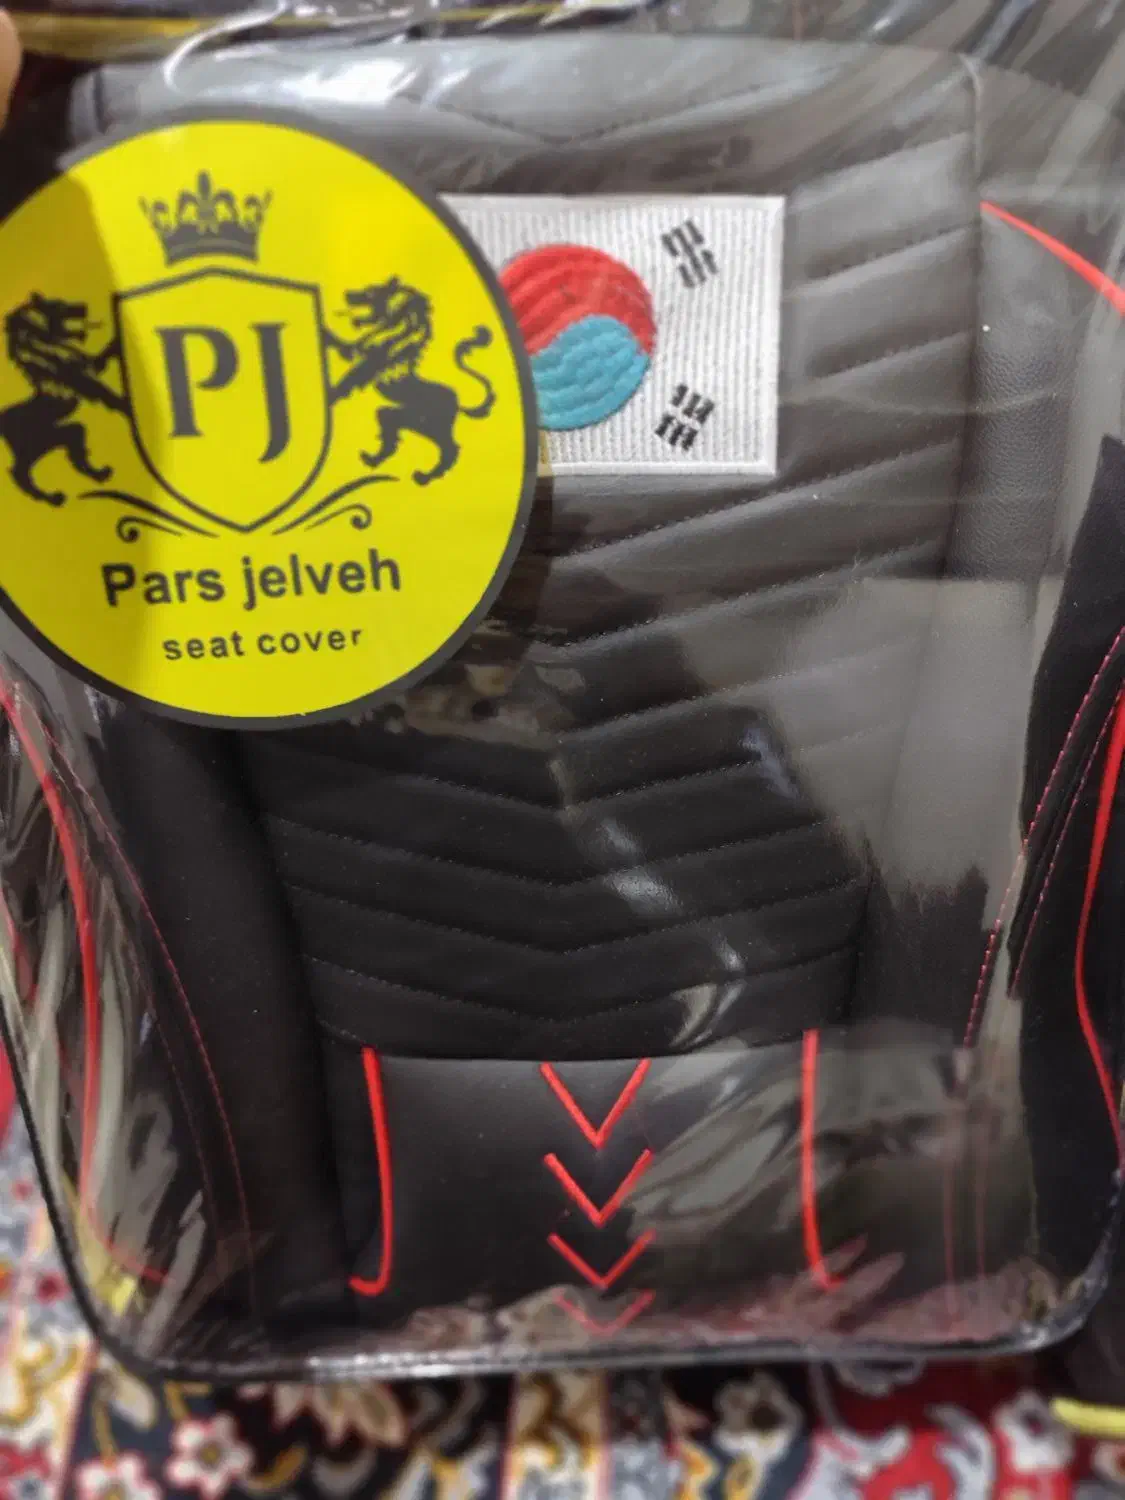 PJ
Pars jelveh
seat cover